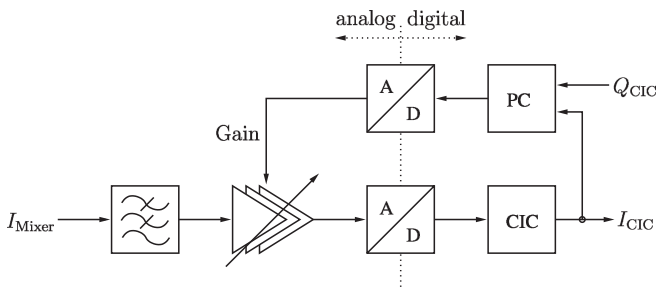 analog digital
A
D
PC
Q_CIC
Gain
I_Mixer
A
D
CIC
I_CIC